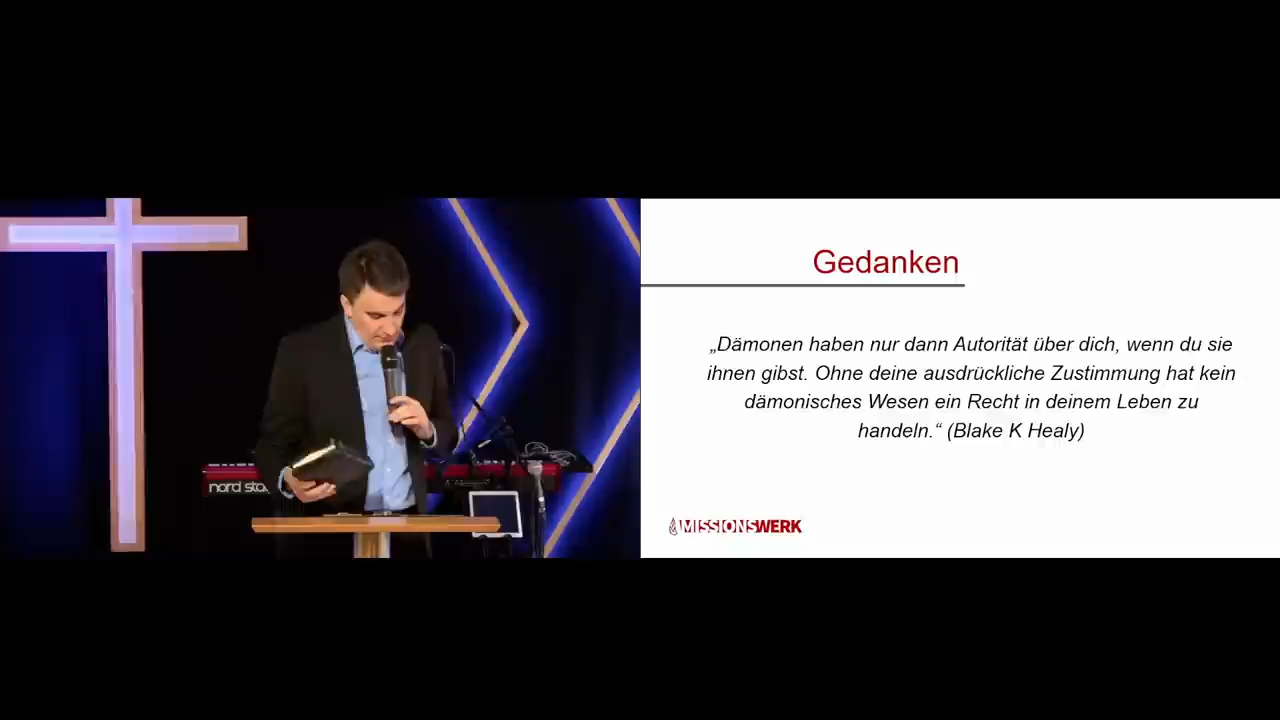 Gedanken
„Dämonen haben nur dann Autorität über dich, wenn du sie
ihnen gibst. Ohne deine ausdrückliche Zustimmung hat kein
dämonisches Wesen ein Recht in deinem Leben zu
handeln.“ (Blake K Healy)
MISSIONSWERK
nord sta